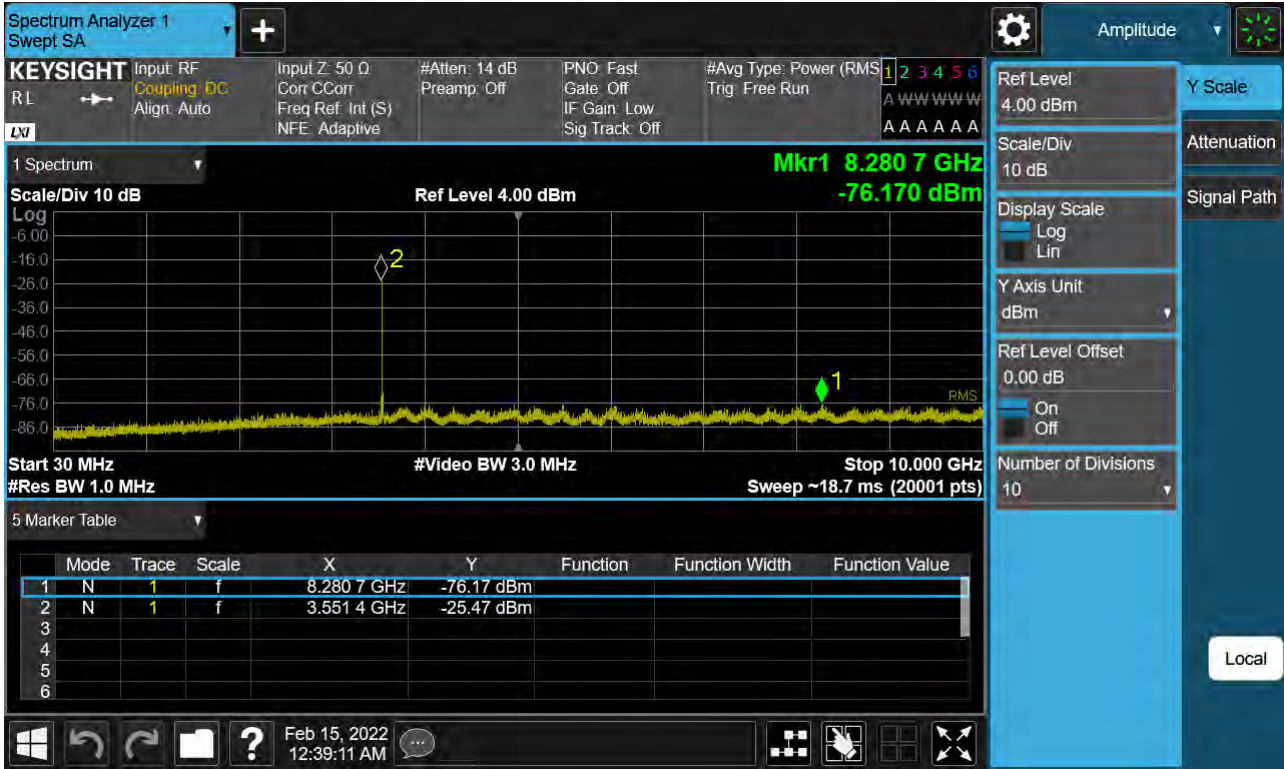 Spectrum Analyzer 1
Swept SA
Amplitude
KEYSIGHT
RL
LXI
Input: RF
Coupling: DC
Align: Auto
Input Z: 50 Ω
Corr CCorr
Freq Ref: Int (S)
NFE: Adaptive
#Atten: 14 dB
Preamp: Off
PNO: Fast
Gate: Off
IF Gain: Low
Sig Track: Off
#Avg Type: Power (RMS
Trig: Free Run
1 2 3 4 5 6
A W W W W W
A A A A A A
1 Spectrum
Mkr1 8.280 7 GHz
-76.170 dBm
Scale/Div 10 dB
Ref Level 4.00 dBm
Log
-6.00
-16.0
-26.0
-36.0
-46.0
-56.0
-66.0
-76.0
-86.0
2
1
RMS
Start 30 MHz
#Video BW 3.0 MHz
Stop 10.000 GHz
#Res BW 1.0 MHz
Sweep ~18.7 ms (20001 pts)
5 Marker Table
Mode Trace Scale X Y Function Function Width Function Value
1 N 1 f 8.280 7 GHz -76.17 dBm
2 N 1 f 3.551 4 GHz -25.47 dBm
3
4
5
6
Ref Level
4.00 dBm
Scale/Div
10 dB
Display Scale
Log
Lin
Y Axis Unit
dBm
Ref Level Offset
0.00 dB
On
Off
Number of Divisions
10
Y Scale
Attenuation
Signal Path
Local
?
Feb 15, 2022
12:39:11 AM